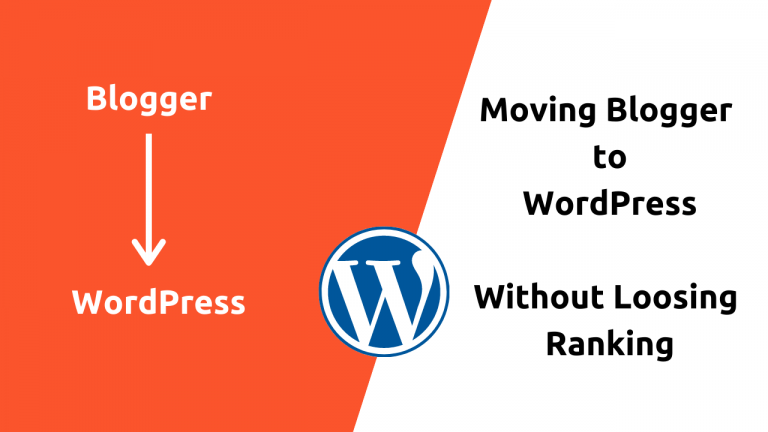 Blogger
WordPress
Moving Blogger
to
WordPress
Without Loosing
Ranking